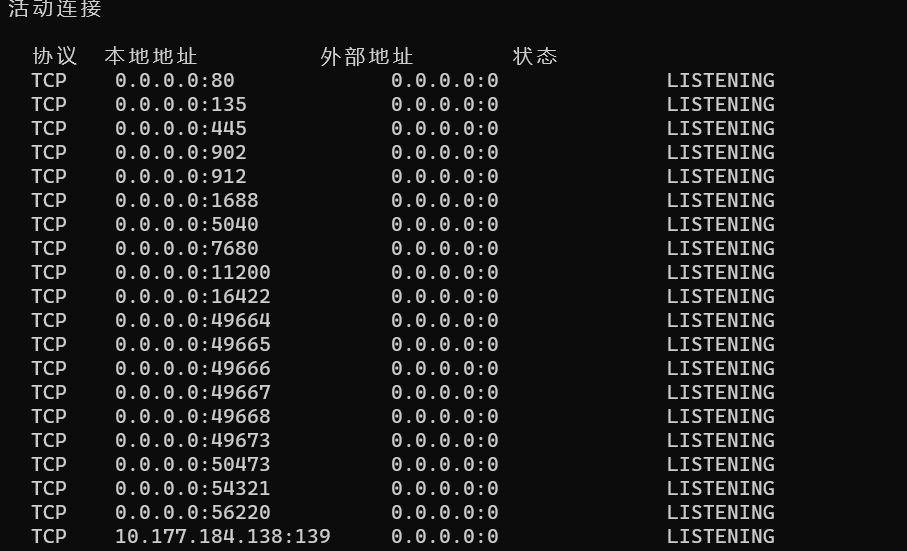 活动连接
协议 本地地址 外部地址 状态
TCP 0.0.0.0:80 0.0.0.0:0 LISTENING
TCP 0.0.0.0:135 0.0.0.0:0 LISTENING
TCP 0.0.0.0:445 0.0.0.0:0 LISTENING
TCP 0.0.0.0:902 0.0.0.0:0 LISTENING
TCP 0.0.0.0:912 0.0.0.0:0 LISTENING
TCP 0.0.0.0:1688 0.0.0.0:0 LISTENING
TCP 0.0.0.0:5040 0.0.0.0:0 LISTENING
TCP 0.0.0.0:7680 0.0.0.0:0 LISTENING
TCP 0.0.0.0:11200 0.0.0.0:0 LISTENING
TCP 0.0.0.0:16422 0.0.0.0:0 LISTENING
TCP 0.0.0.0:49664 0.0.0.0:0 LISTENING
TCP 0.0.0.0:49665 0.0.0.0:0 LISTENING
TCP 0.0.0.0:49666 0.0.0.0:0 LISTENING
TCP 0.0.0.0:49667 0.0.0.0:0 LISTENING
TCP 0.0.0.0:49668 0.0.0.0:0 LISTENING
TCP 0.0.0.0:49673 0.0.0.0:0 LISTENING
TCP 0.0.0.0:50473 0.0.0.0:0 LISTENING
TCP 0.0.0.0:54321 0.0.0.0:0 LISTENING
TCP 0.0.0.0:56220 0.0.0.0:0 LISTENING
TCP 10.177.184.138:139 0.0.0.0:0 LISTENING